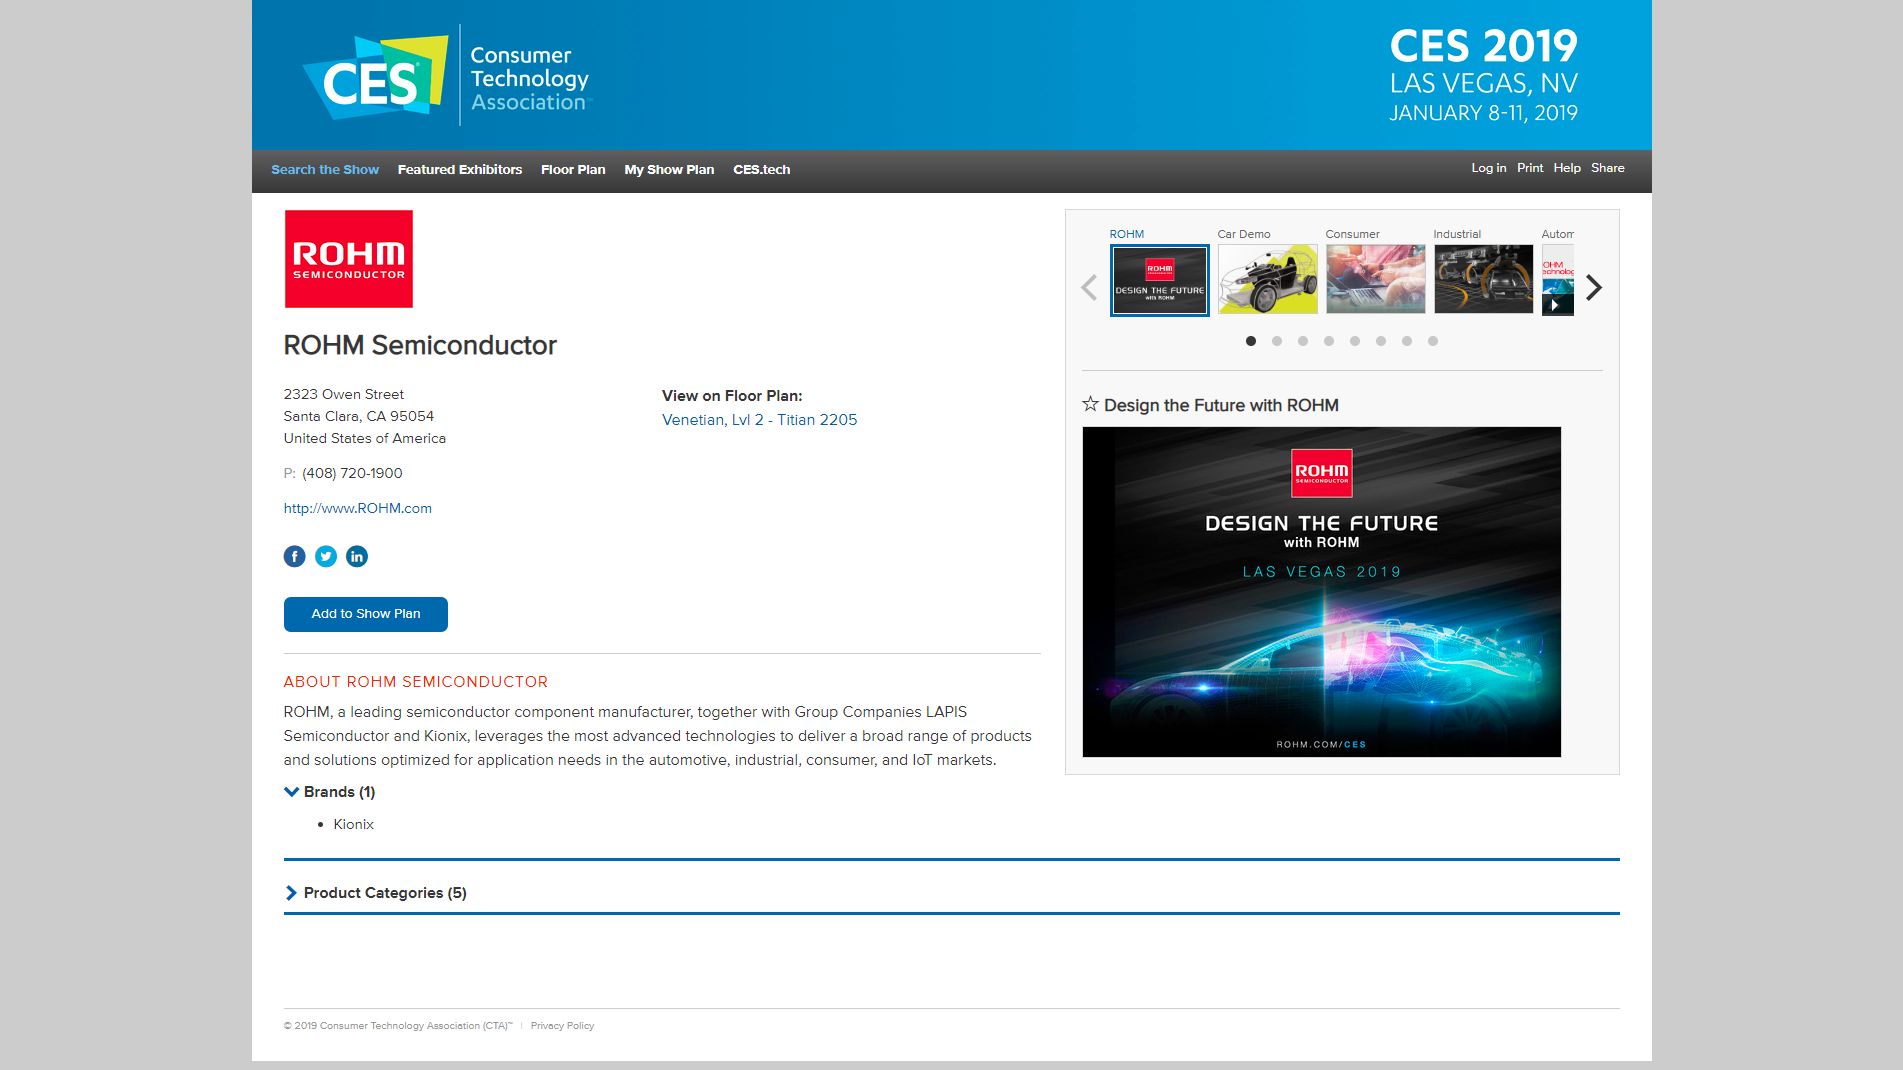 CES
Consumer
Technology
Association™
CES 2019
LAS VEGAS, NV
JANUARY 8-11, 2019
Search the Show
Featured Exhibitors
Floor Plan
My Show Plan
CES.tech
Log in
Print
Help
Share
ROHM
SEMICONDUCTOR
ROHM Semiconductor
2323 Owen Street
Santa Clara, CA 95054
United States of America
P: (408) 720-1900
http://www.ROHM.com
View on Floor Plan:
Venetian, Lvl 2 - Titian 2205
Add to Show Plan
ABOUT ROHM SEMICONDUCTOR
ROHM, a leading semiconductor component manufacturer, together with Group Companies LAPIS
Semiconductor and Kionix, leverages the most advanced technologies to deliver a broad range of products
and solutions optimized for application needs in the automotive, industrial, consumer, and IoT markets.
Brands (1)
• Kionix
Product Categories (5)
ROHM
Car Demo
Consumer
Industrial
Autom
ROHM
DESIGN THE FUTURE
with ROHM
OHM
echnolog
Design the Future with ROHM
ROHM
SEMICONDUCTOR
DESIGN THE FUTURE
with ROHM
LAS VEGAS 2019
ROHM.COM/CES
© 2019 Consumer Technology Association (CTA)™ | Privacy Policy